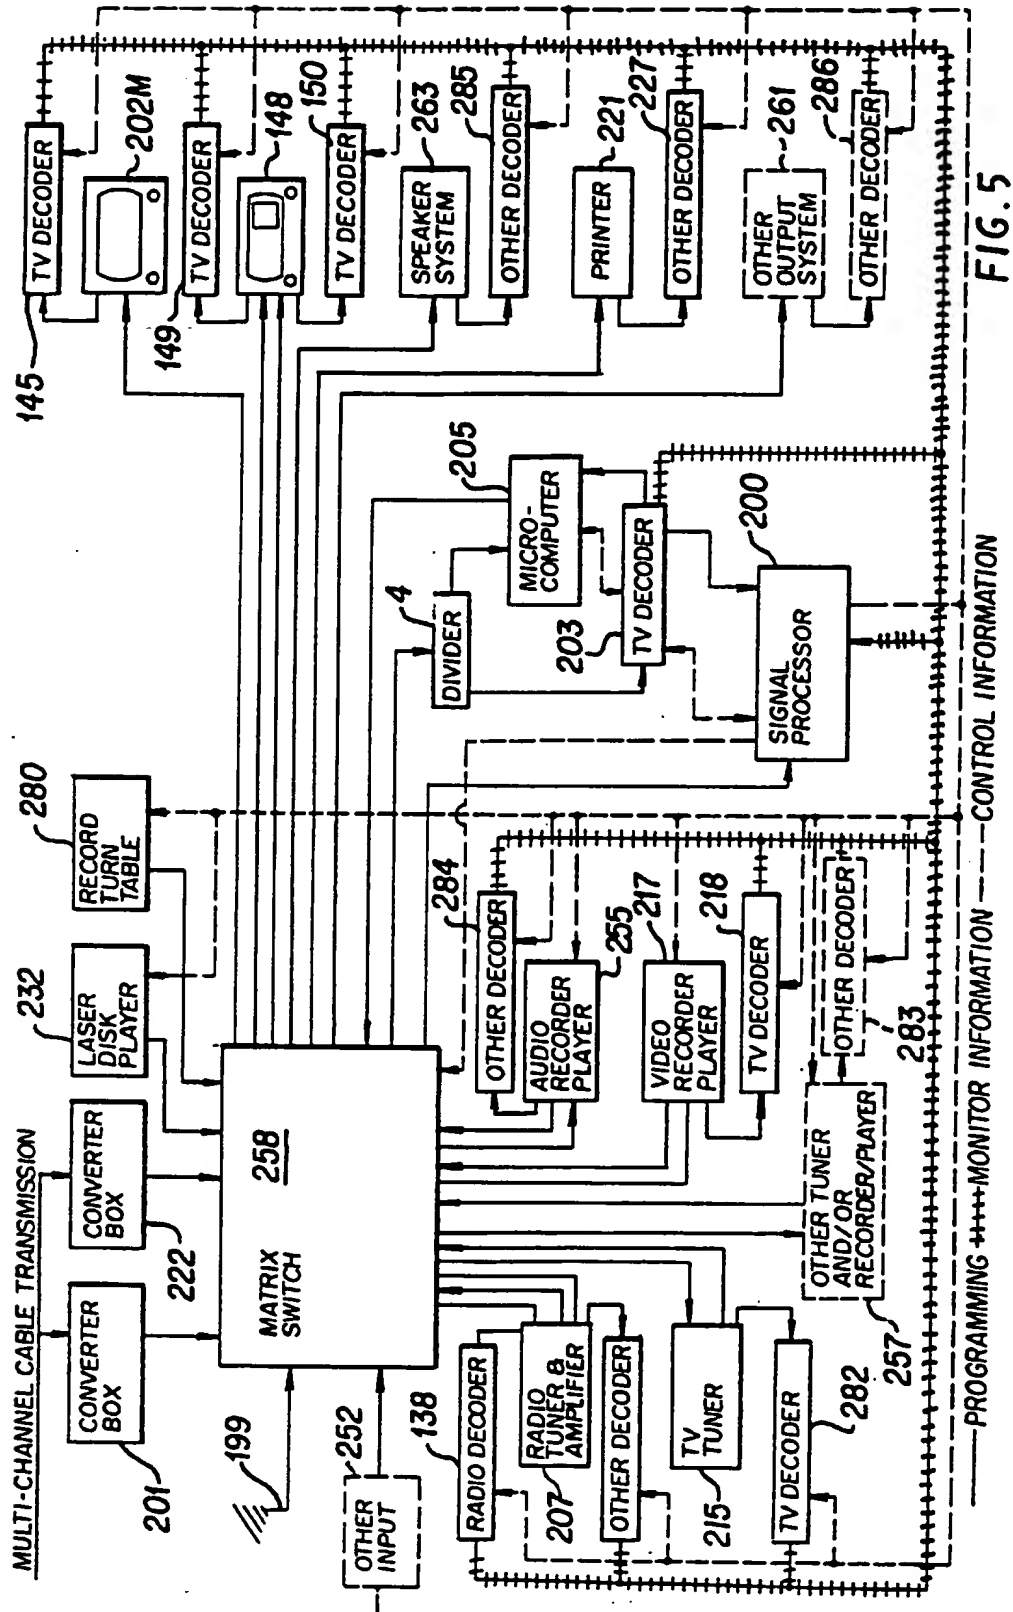 MULTI-CHANNEL CABLE TRANSMISSION
201
CONVERTER
BOX
222
CONVERTER
BOX
232
LASER
DISK
PLAYER
280
RECORD
TURN
TABLE
199
252
OTHER
INPUT
MATRIX
SWITCH
258
145
TV DECODER
202M
149
TV DECODER
148
150
TV DECODER
263
SPEAKER
SYSTEM
285
OTHER DECODER
221
PRINTER
227
OTHER DECODER
261
OTHER
OUTPUT
SYSTEM
286
OTHER DECODER
4
DIVIDER
205
MICRO-
COMPUTER
203
TV DECODER
200
SIGNAL
PROCESSOR
138
RADIO DECODER
207
RADIO
TUNER &
AMPLIFIER
OTHER DECODER
215
TV
TUNER
TV DECODER
282
284
OTHER DECODER
255
AUDIO
RECORDER
PLAYER
217
VIDEO
RECORDER
PLAYER
218
TV DECODER
OTHER DECODER
283
OTHER TUNER
AND/OR
RECORDER/PLAYER
257
PROGRAMMING MONITOR INFORMATION CONTROL INFORMATION
FIG. 5